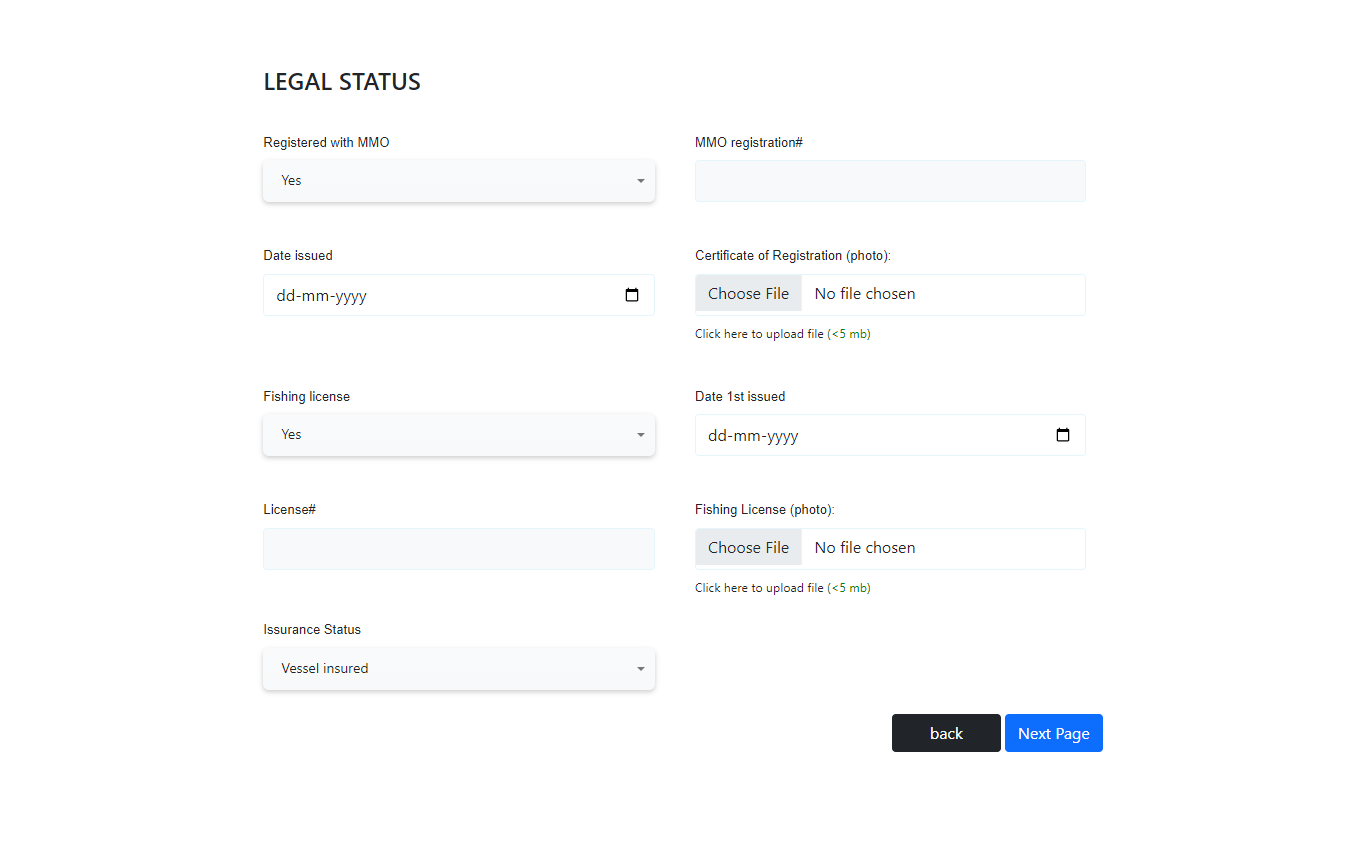 LEGAL STATUS
Registered with MMO
MMO registration#
Yes
Date issued
Certificate of Registration (photo):
dd-mm-yyyy
Choose File No file chosen
Click here to upload file (<5 mb)
Fishing license
Date 1st issued
Yes
dd-mm-yyyy
License#
Fishing License (photo):
Choose File No file chosen
Click here to upload file (<5 mb)
Issurance Status
Vessel insured
back
Next Page